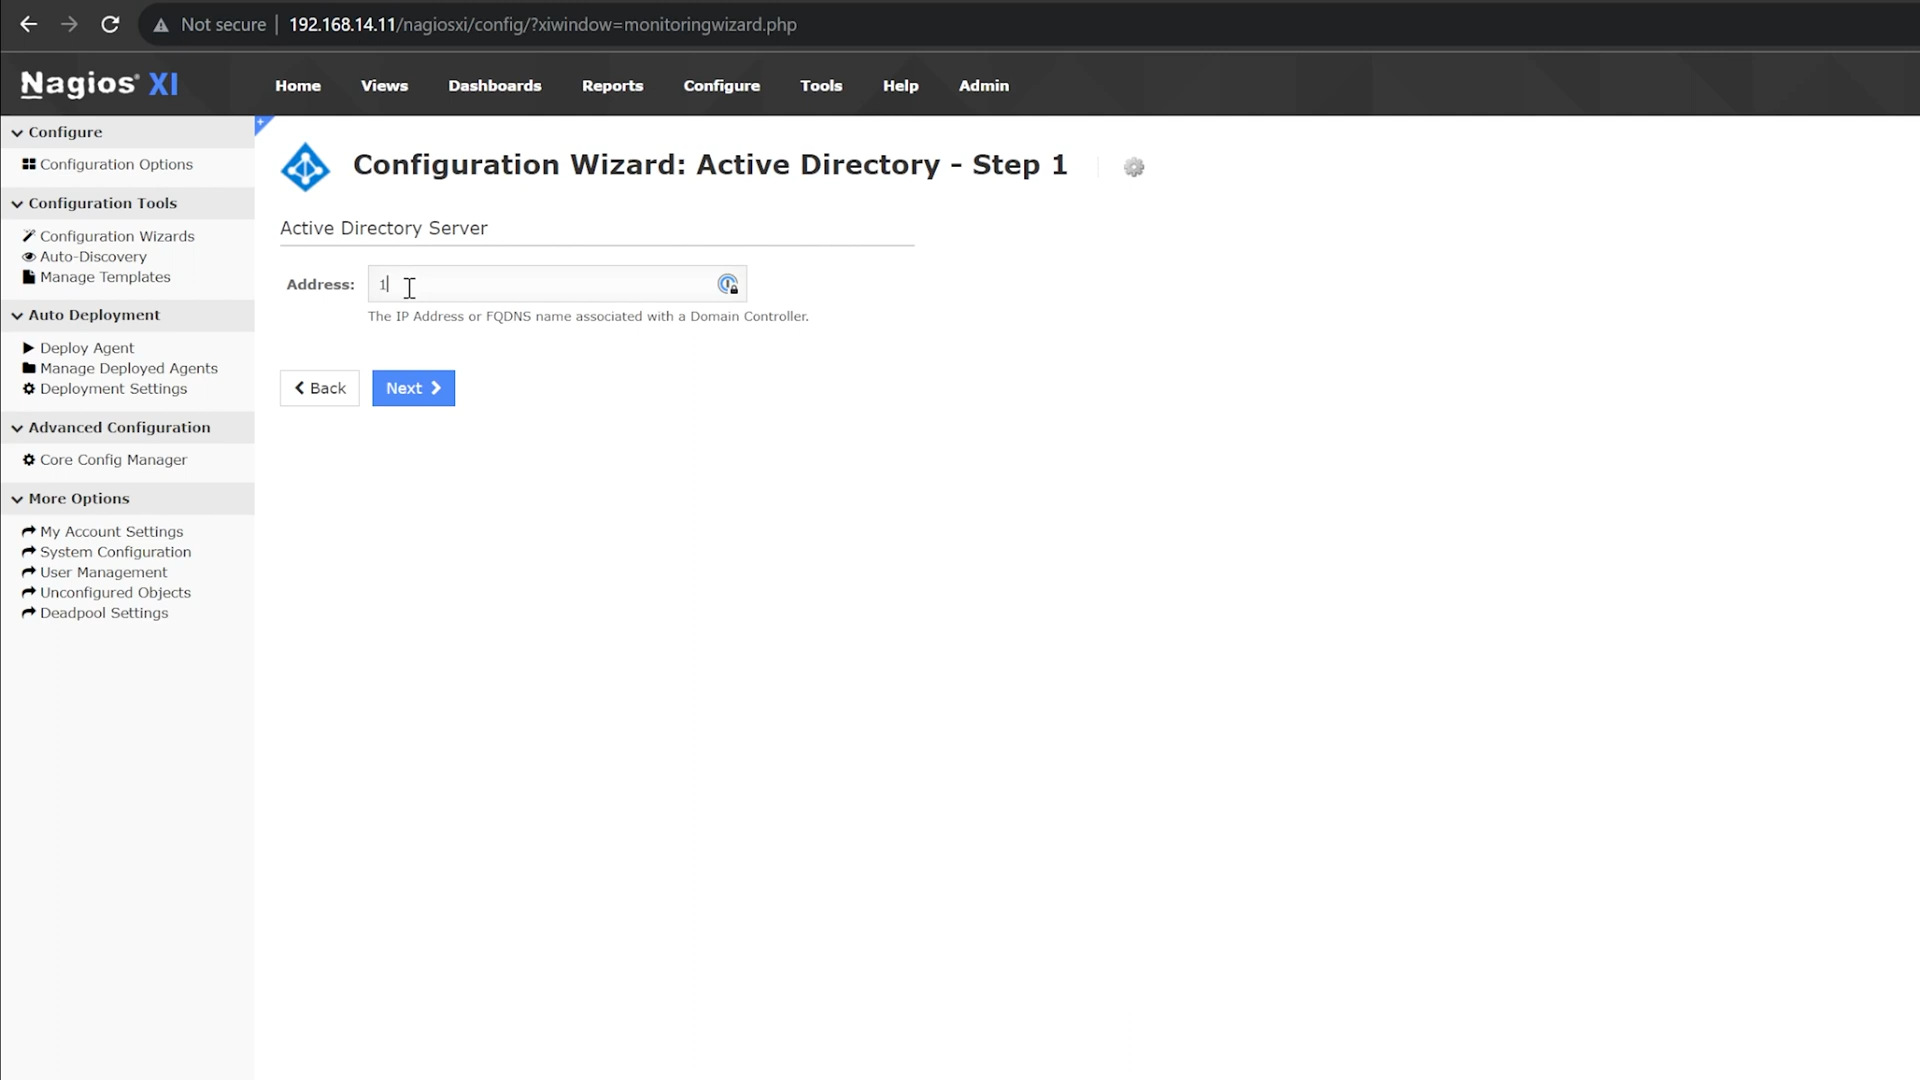 Not secure | 192.168.14.11/nagiosxi/config/?xiwindow=monitoringwizard.php
Nagios® XI
Home Views Dashboards Reports Configure Tools Help Admin
Configure
Configuration Options
Configuration Tools
Configuration Wizards
Auto-Discovery
Manage Templates
Auto Deployment
Deploy Agent
Manage Deployed Agents
Deployment Settings
Advanced Configuration
Core Config Manager
More Options
My Account Settings
System Configuration
User Management
Unconfigured Objects
Deadpool Settings
Configuration Wizard: Active Directory - Step 1
Active Directory Server
Address: 1
The IP Address or FQDNS name associated with a Domain Controller.
Back Next